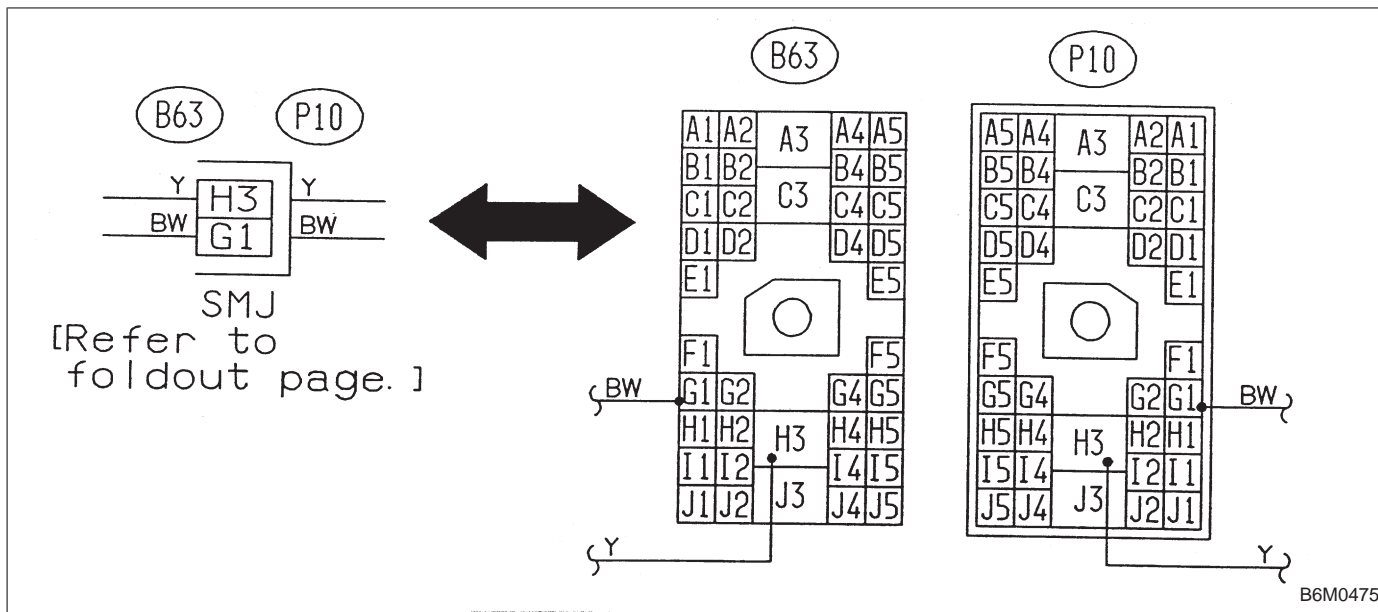 B63 P10
Y H3 Y
BW G1 BW
SMJ
[Refer to
foldout page. ]
B63
A1 A2 A3 A4 A5
B1 B2 B4 B5
C1 C2 C3 C4 C5
D1 D2 D4 D5
E1 E5
F1 F5
BW G1 G2 G4 G5
H1 H2 H3 H4 H5
I1 I2 I4 I5
J1 J2 J3 J4 J5
Y
P10
A5 A4 A3 A2 A1
B5 B4 B2 B1
C5 C4 C3 C2 C1
D5 D4 D2 D1
E5 E1
F5 F1
G5 G4 G2 G1 BW
H5 H4 H3 H2 H1
I5 I4 I2 I1
J5 J4 J3 J2 J1
Y
B6M0475